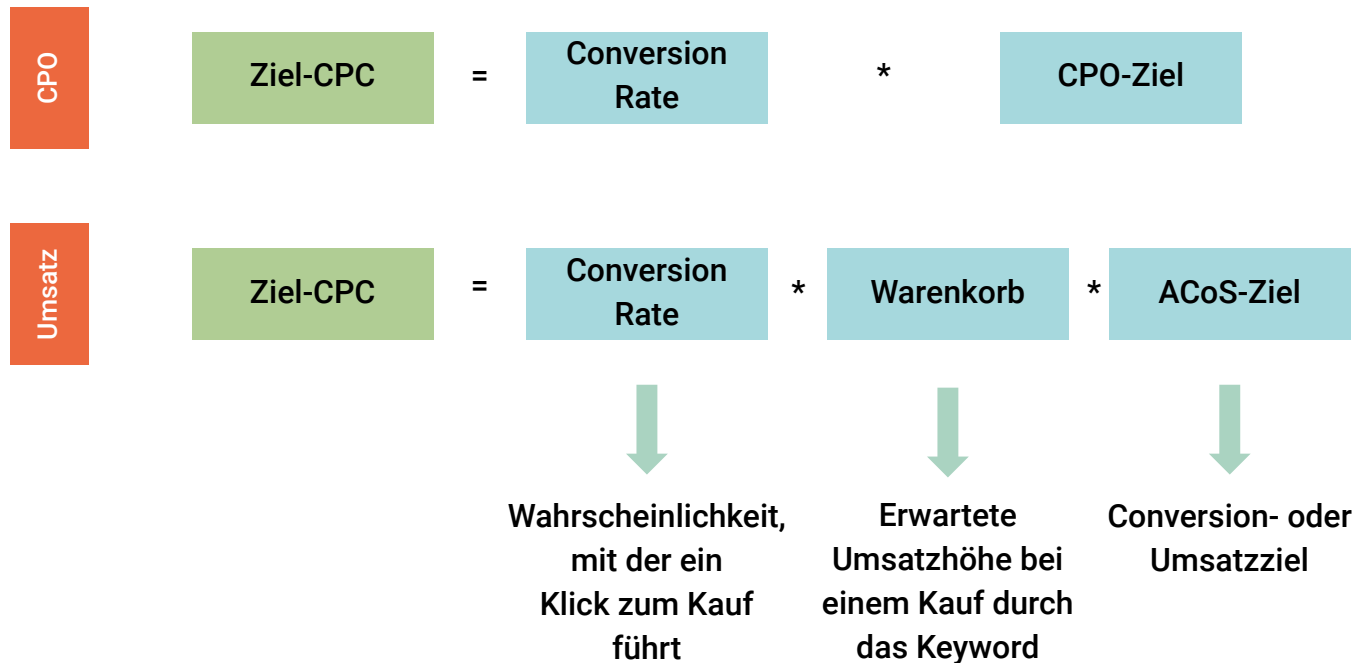 CPO
Ziel-CPC = Conversion Rate * CPO-Ziel
Umsatz
Ziel-CPC = Conversion Rate * Warenkorb * ACoS-Ziel
Wahrscheinlichkeit,
mit der ein
Klick zum Kauf
führt
Erwartete
Umsatzhöhe bei
einem Kauf durch
das Keyword
Conversion- oder
Umsatzziel